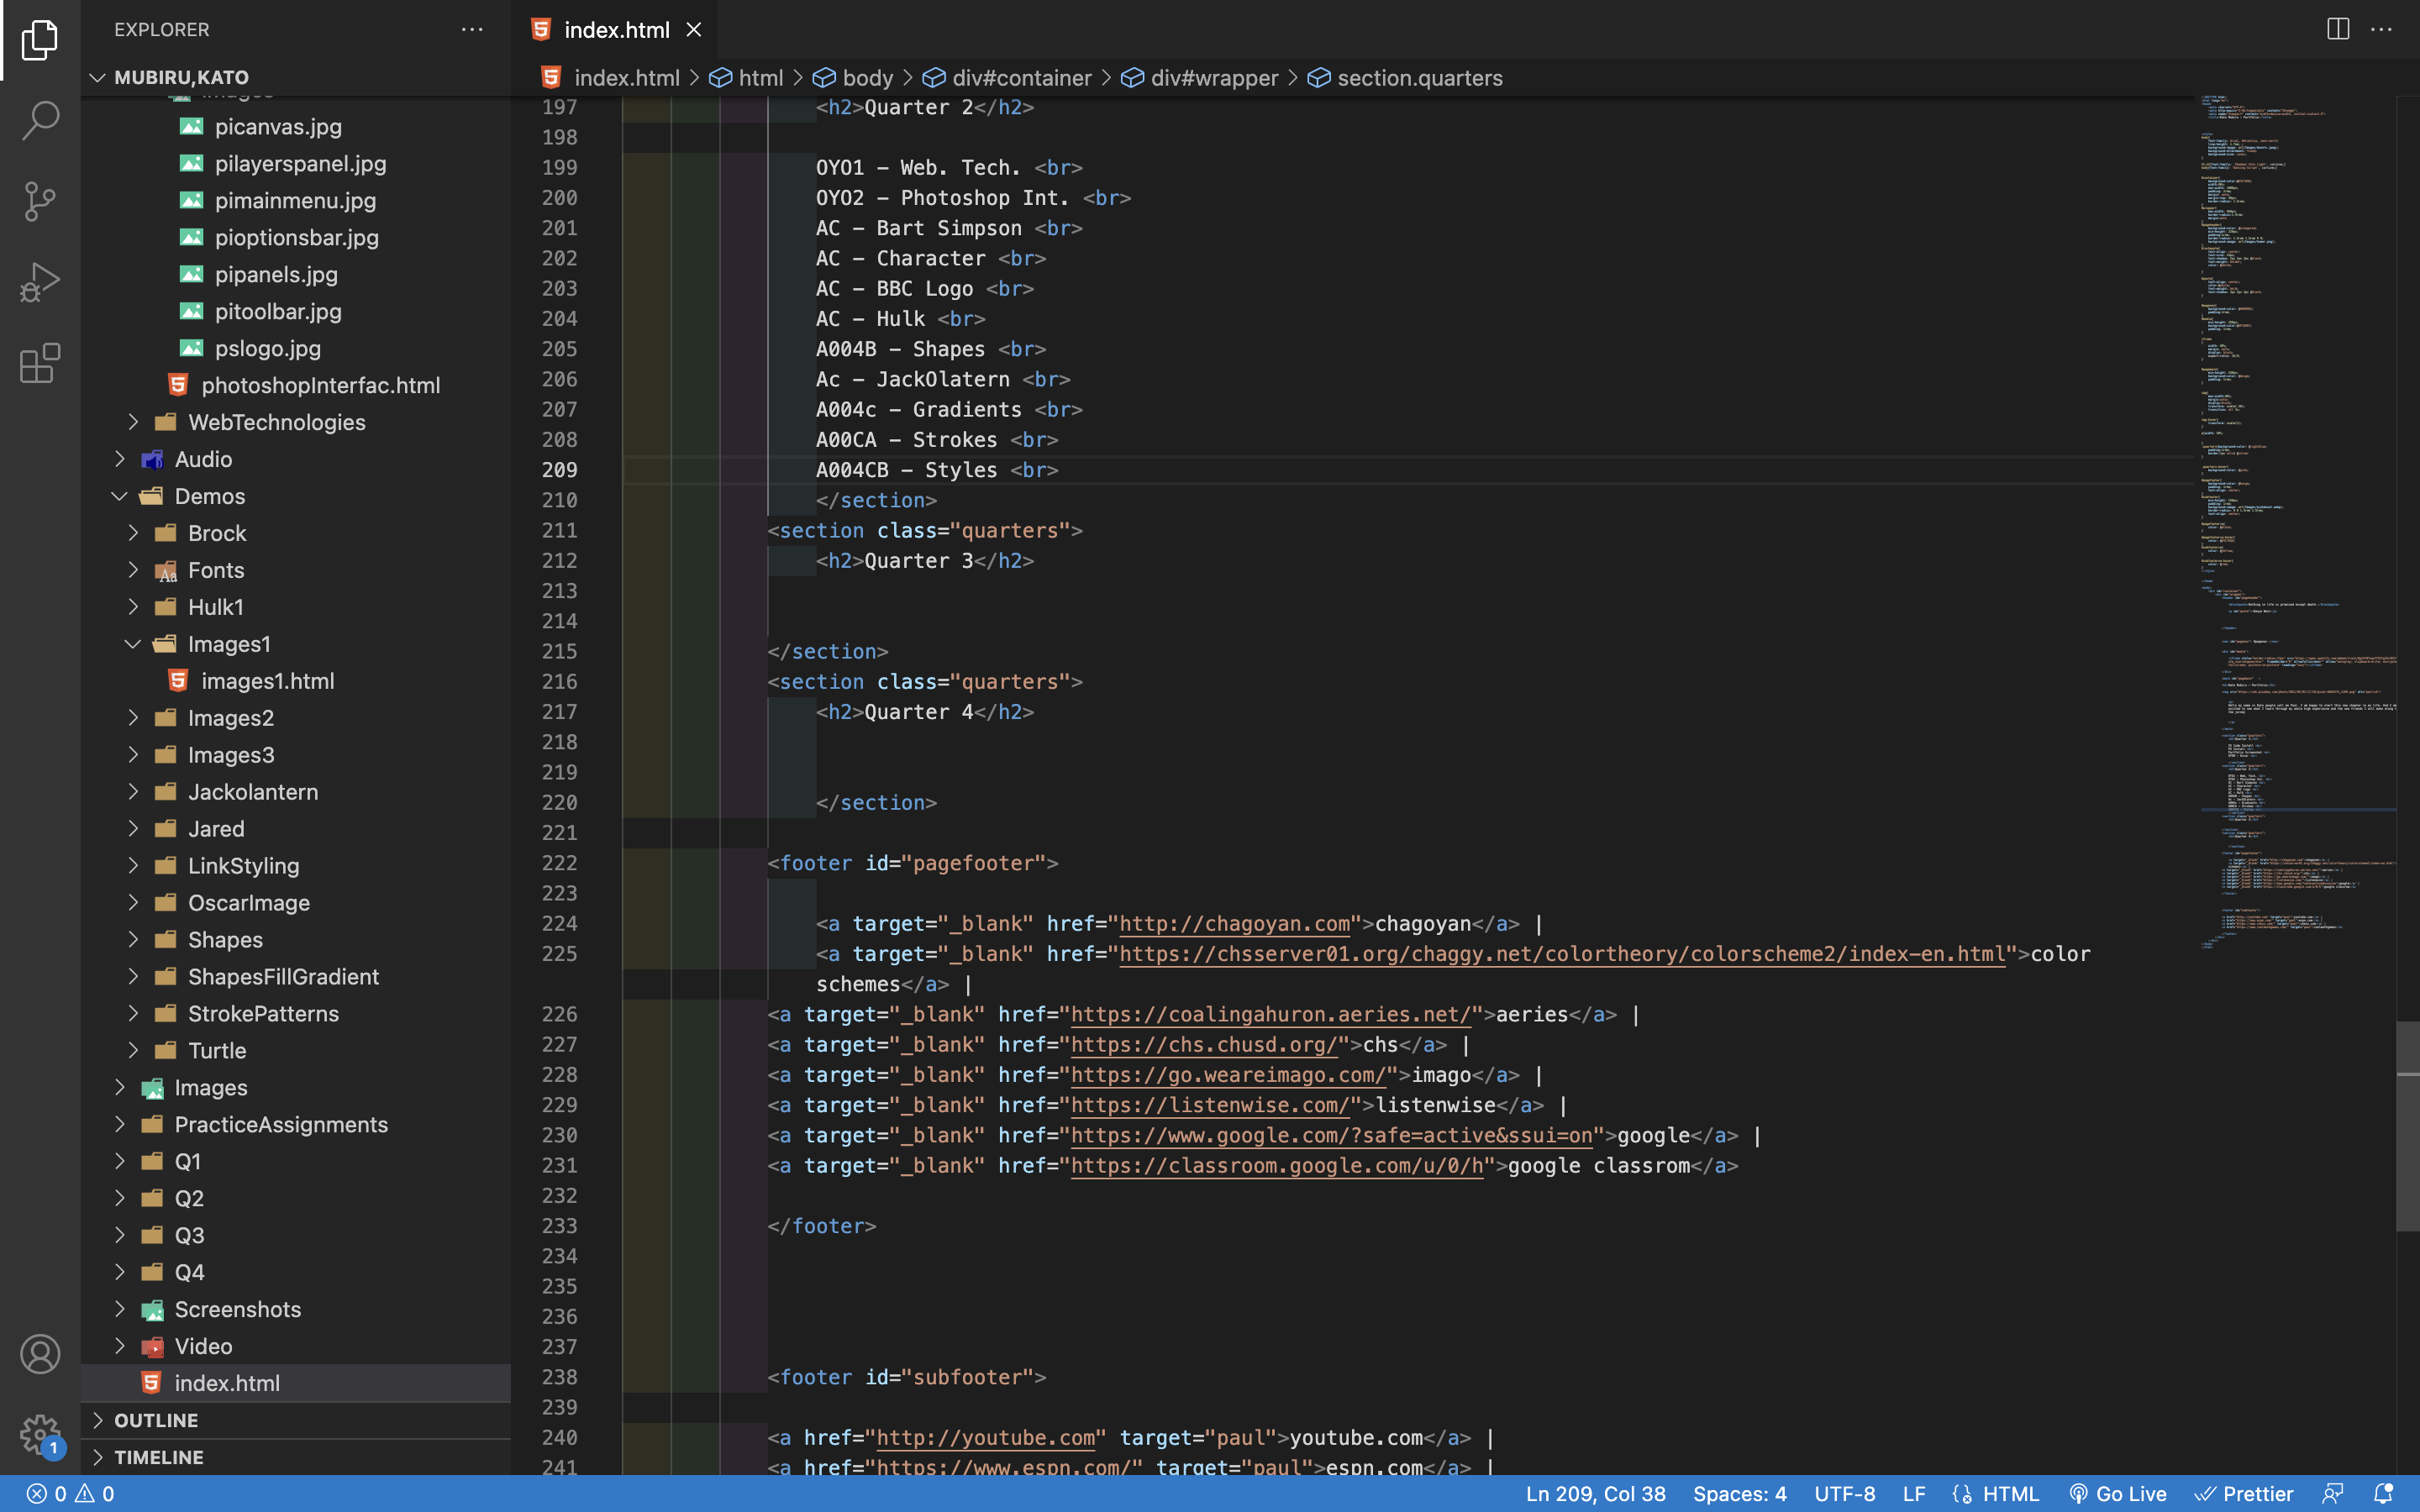 EXPLORER
MUBIRU,KATO
picanvas.jpg
pilayerspanel.jpg
pimainmenu.jpg
pioptionsbar.jpg
pipanels.jpg
pitoolbar.jpg
pslogo.jpg
photoshopInterfac.html
WebTechnologies
Audio
Demos
Brock
Fonts
Hulk1
Images1
images1.html
Images2
Images3
Jackolantern
Jared
LinkStyling
OscarImage
Shapes
ShapesFillGradient
StrokePatterns
Turtle
Images
PracticeAssignments
Q1
Q2
Q3
Q4
Screenshots
Video
index.html
OUTLINE
TIMELINE
1
index.html
index.html > html > body > div#container > div#wrapper > section.quarters
197 <h2>Quarter 2</h2>
198
199 OYO1 – Web. Tech. <br>
200 OYO2 – Photoshop Int. <br>
201 AC – Bart Simpson <br>
202 AC – Character <br>
203 AC – BBC Logo <br>
204 AC – Hulk <br>
205 A004B – Shapes <br>
206 Ac – JackOlatern <br>
207 A004c – Gradients <br>
208 A00CA – Strokes <br>
209 A004CB – Styles <br>
210 </section>
211 <section class="quarters">
212 <h2>Quarter 3</h2>
213
214
215 </section>
216 <section class="quarters">
217 <h2>Quarter 4</h2>
218
219
220 </section>
221
222 <footer id="pagefooter">
223
224 <a target="_blank" href="http://chagoyan.com">chagoyan</a> |
225 <a target="_blank" href="https://chsserver01.org/chaggy.net/colortheory/colorscheme2/index-en.html">color
schemes</a> |
226 <a target="_blank" href="https://coalingahuron.aeries.net/">aeries</a> |
227 <a target="_blank" href="https://chs.chusd.org/">chs</a> |
228 <a target="_blank" href="https://go.weareimago.com/">imago</a> |
229 <a target="_blank" href="https://listenwise.com/">listenwise</a> |
230 <a target="_blank" href="https://www.google.com/?safe=active&ssui=on">google</a> |
231 <a target="_blank" href="https://classroom.google.com/u/0/h">google classrom</a>
232
233 </footer>
234
235
236
237
238 <footer id="subfooter">
239
240 <a href="http://youtube.com" target="paul">youtube.com</a> |
241 <a href="https://www.espn.com/" target="paul">espn.com</a> |
0 0
Ln 209, Col 38
Spaces: 4
UTF-8
LF
HTML
Go Live
Prettier